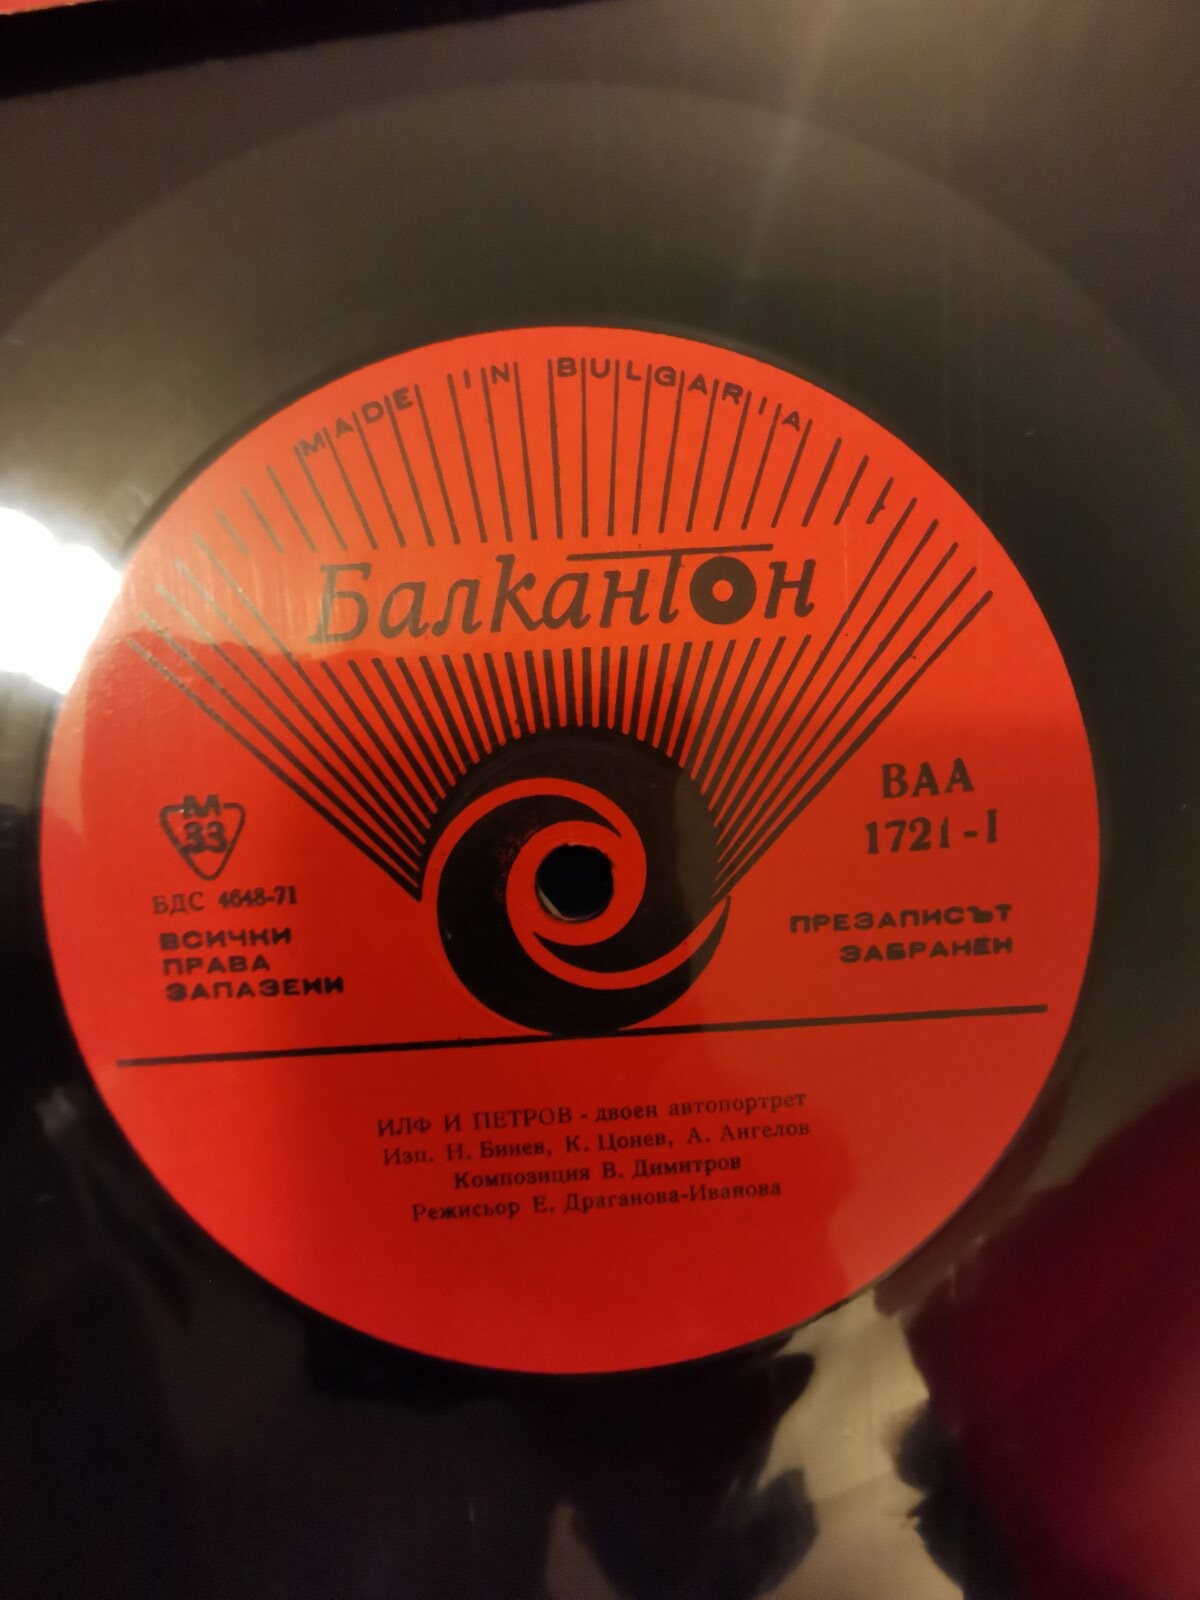 MADE IN BULGARIA
Балкантон
М
33
БДС 4648-71
ВСИЧКИ
ПРАВА
ЗАПАЗЕНИ
ВАА
1721-I
ПРЕЗАПИСЪТ
ЗАБРАНЕН
ИЛФ И ПЕТРОВ - двоен автопортрет
Изп. Н. Бинев, К. Цонев, А. Ангелов
Композиция В. Димитров
Режисьор Е. Драганова-Иванова